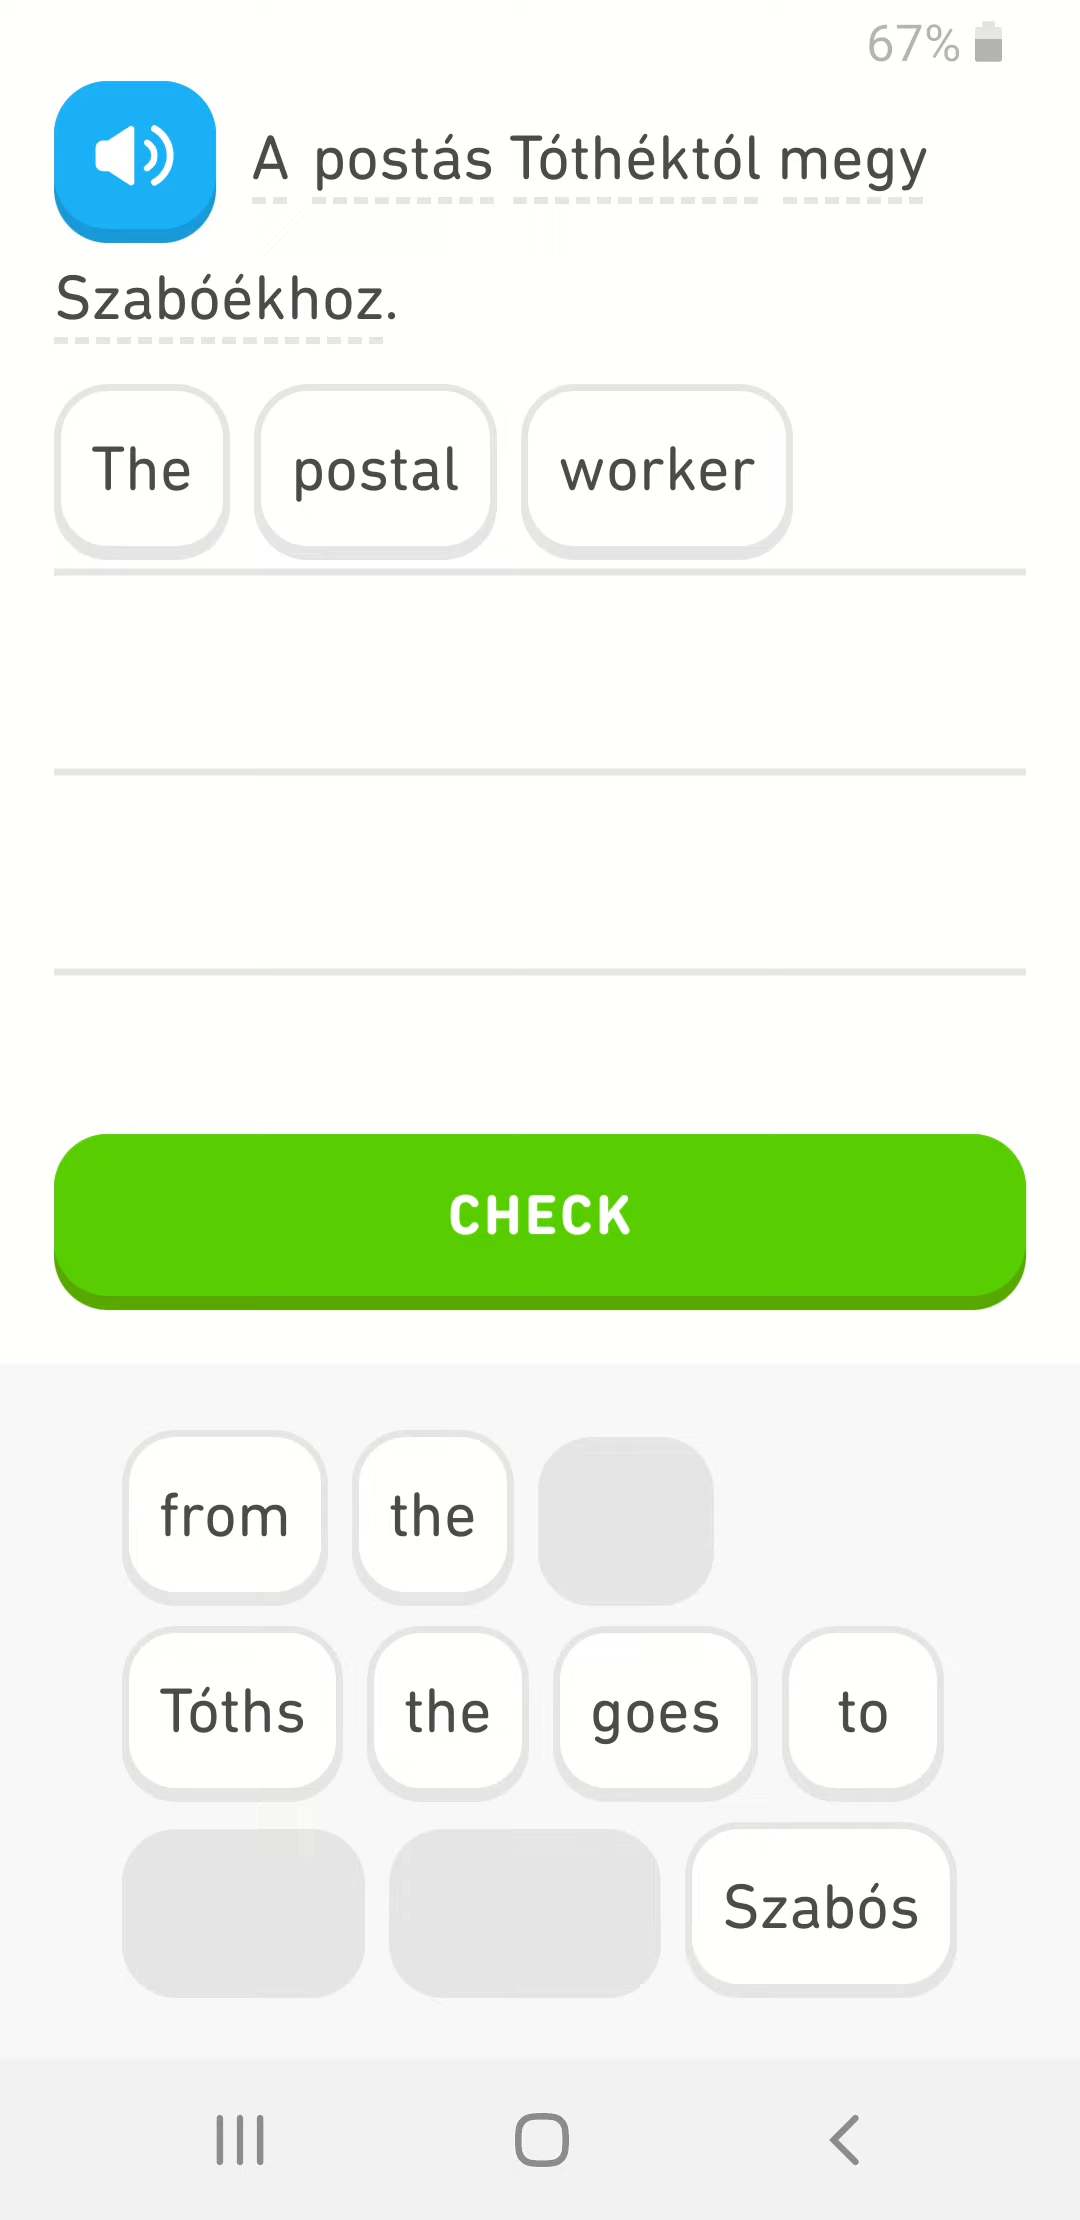 67%
A postás Tóthéktól megy
Szabóékhoz.
The postal worker
CHECK
from the
Tóths the goes to
Szabós